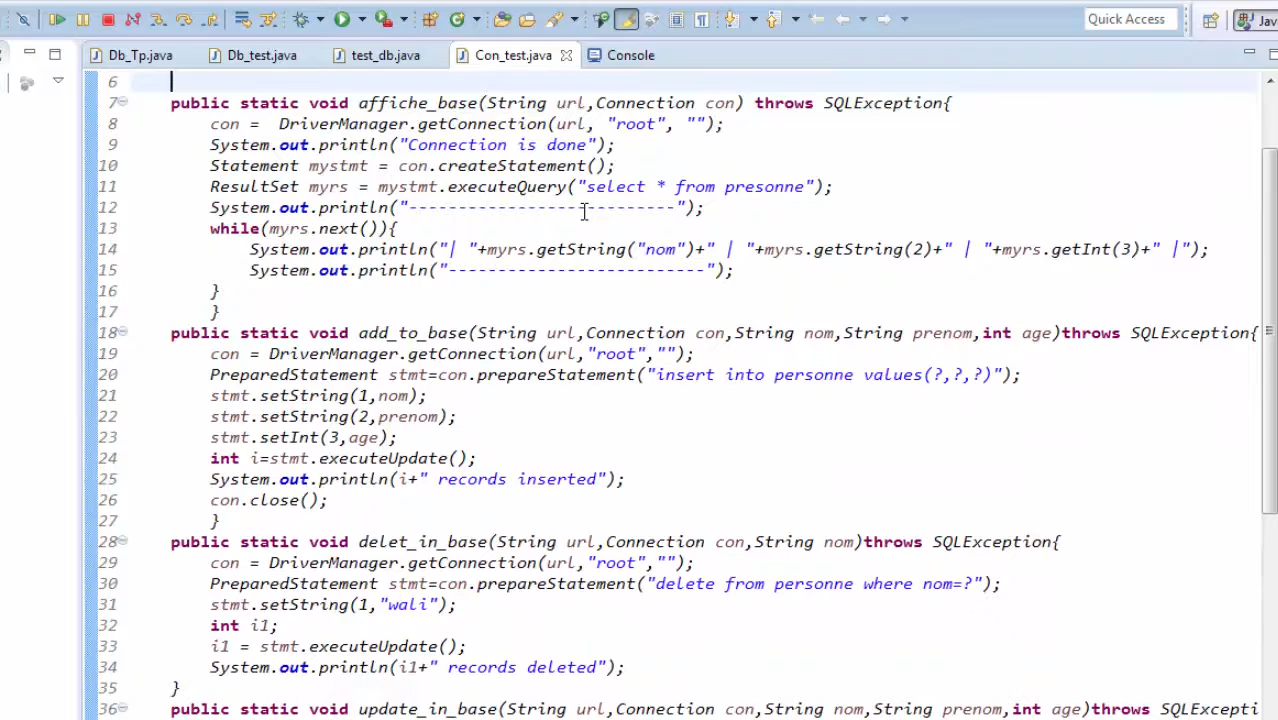 Quick Access
Java
Db_Tp.java
Db_test.java
test_db.java
Con_test.java
Console
6
7 public static void affiche_base(String url,Connection con) throws SQLException{
8 con =  DriverManager.getConnection(url, "root", "");
9 System.out.println("Connection is done");
10 Statement mystmt = con.createStatement();
11 ResultSet myrs = mystmt.executeQuery("select * from presonne");
12 System.out.println("---------------------------");
13 while(myrs.next()){
14 System.out.println("| "+myrs.getString("nom")+" | "+myrs.getString(2)+" | "+myrs.getInt(3)+" |");
15 System.out.println("--------------------------");
16 }
17 }
18 public static void add_to_base(String url,Connection con,String nom,String prenom,int age)throws SQLException{
19 con = DriverManager.getConnection(url,"root","");
20 PreparedStatement stmt=con.prepareStatement("insert into personne values(?,?,?)");
21 stmt.setString(1,nom);
22 stmt.setString(2,prenom);
23 stmt.setInt(3,age);
24 int i=stmt.executeUpdate();
25 System.out.println(i+" records inserted");
26 con.close();
27 }
28 public static void delet_in_base(String url,Connection con,String nom)throws SQLException{
29 con = DriverManager.getConnection(url,"root","");
30 PreparedStatement stmt=con.prepareStatement("delete from personne where nom=?");
31 stmt.setString(1,"wali");
32 int i1;
33 i1 = stmt.executeUpdate();
34 System.out.println(i1+" records deleted");
35 }
36 public static void update_in_base(String url,Connection con,String nom,String prenom,int age)throws SQLExcepti